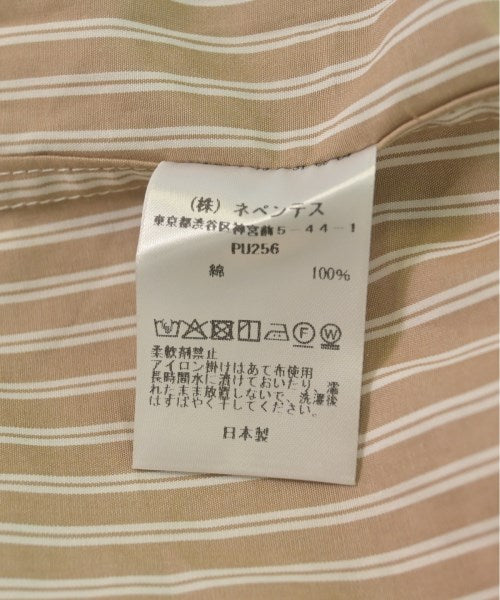 (株) ネペンテス
東京都渋谷区神宮前5-44-1
PU256
綿 100%
柔軟剤禁止
アイロン掛けはあて布使用
長時間水に漬けておいたり、濡
れたまま放置しないで、洗濯後
はすばやく干してください。
日本製